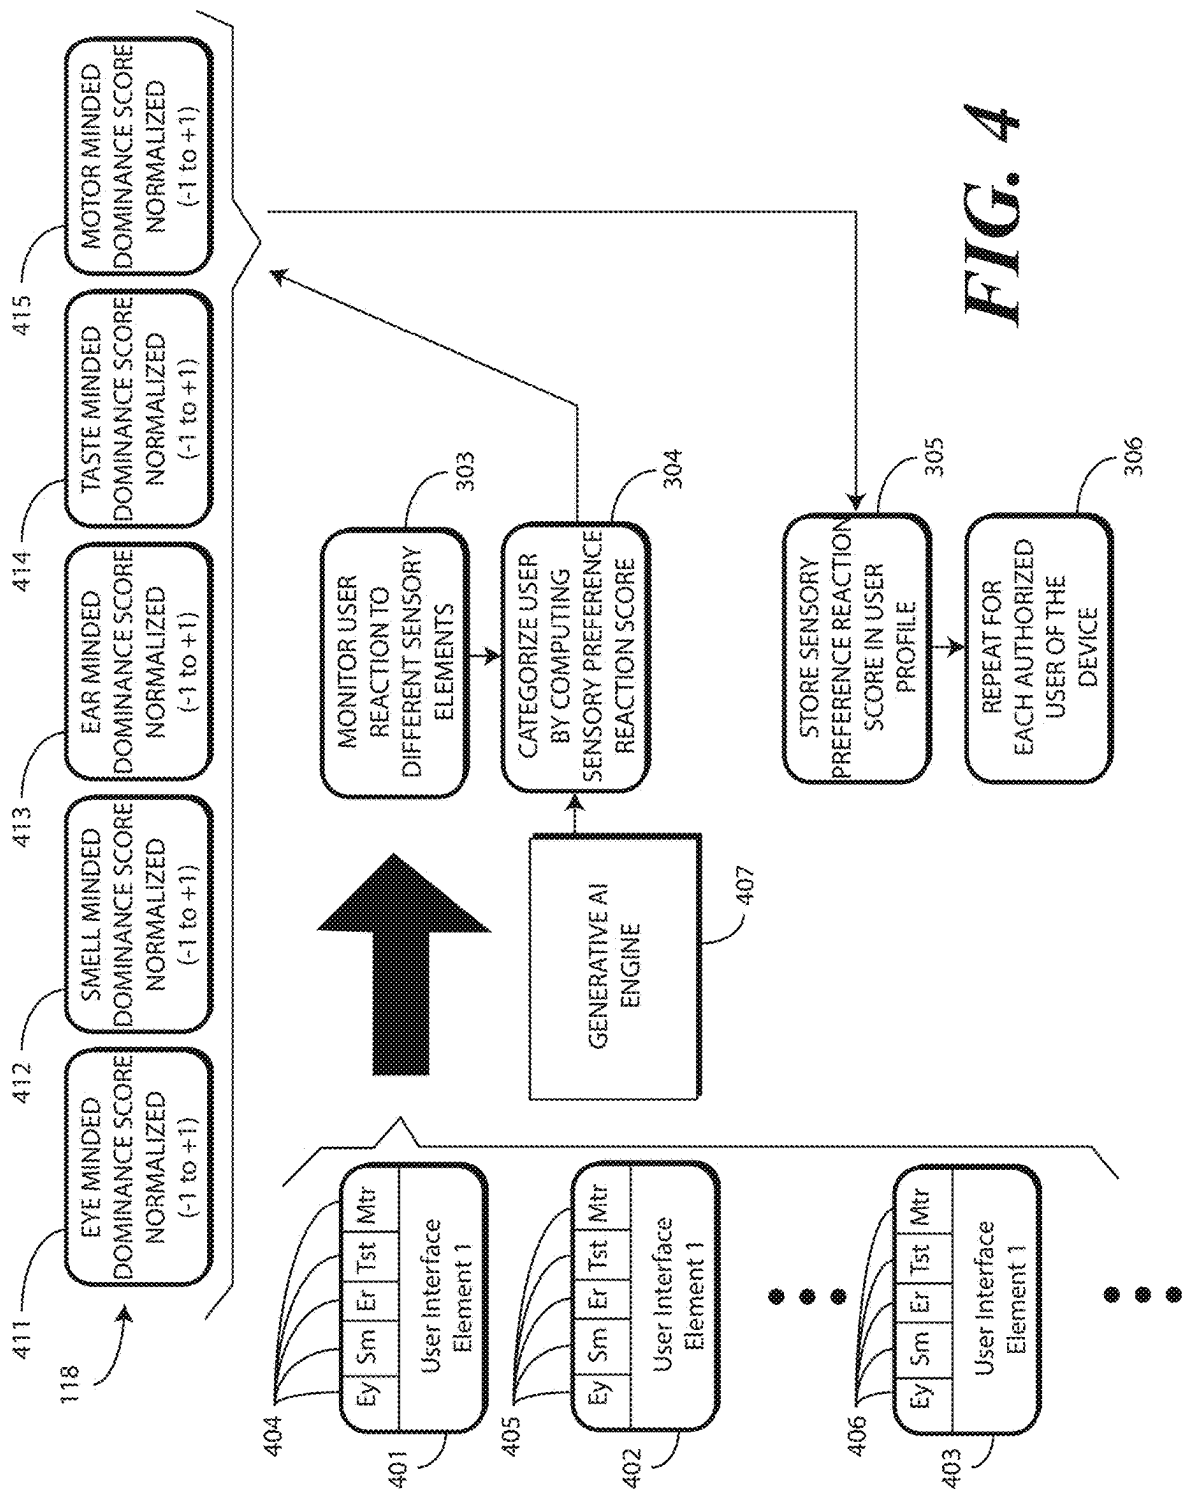 411
412
413
414
415
118
EYE MINDED
DOMINANCE SCORE
NORMALIZED
(-1 to +1)
SMELL MINDED
DOMINANCE SCORE
NORMALIZED
(-1 to +1)
EAR MINDED
DOMINANCE SCORE
NORMALIZED
(-1 to +1)
TASTE MINDED
DOMINANCE SCORE
NORMALIZED
(-1 to +1)
MOTOR MINDED
DOMINANCE SCORE
NORMALIZED
(-1 to +1)
404
Ey Sm Er Tst Mtr
User Interface
Element 1
401
405
Ey Sm Er Tst Mtr
User Interface
Element 1
402
406
Ey Sm Er Tst Mtr
User Interface
Element 1
403
GENERATIVE AI
ENGINE
407
MONITOR USER
REACTION TO
DIFFERENT SENSORY
ELEMENTS
303
CATEGORIZE USER
BY COMPUTING
SENSORY PREFERENCE
REACTION SCORE
304
STORE SENSORY
PREFERENCE REACTION
SCORE IN USER
PROFILE
305
REPEAT FOR
EACH AUTHORIZED
USER OF THE
DEVICE
306
FIG. 4